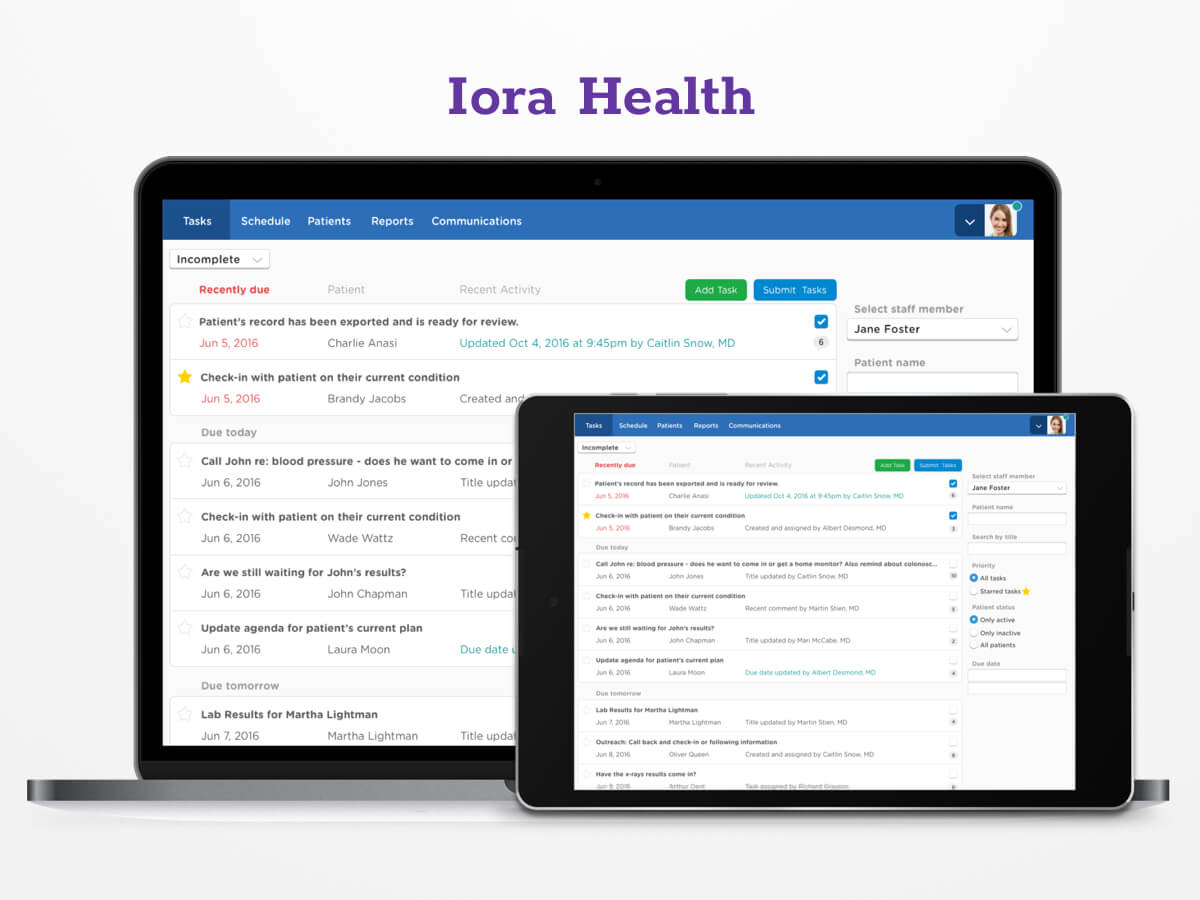 Iora Health
Tasks Schedule Patients Reports Communications
Incomplete
Recently due Patient Recent Activity Add Task Submit Tasks
Patient's record has been exported and is ready for review.
Jun 5, 2016 Charlie Anasi Updated Oct 4, 2016 at 9:45pm by Caitlin Snow, MD 6
Check-in with patient on their current condition
Jun 5, 2016 Brandy Jacobs Created and
Due today
Call John re: blood pressure - does he want to come in or
Jun 6, 2016 John Jones Title upda
Check-in with patient on their current condition
Jun 6, 2016 Wade Wattz Recent co
Are we still waiting for John's results?
Jun 6, 2016 John Chapman Title upda
Update agenda for patient's current plan
Jun 6, 2016 Laura Moon Due date u
Due tomorrow
Lab Results for Martha Lightman
Jun 7, 2016 Martha Lightman Title upda
Select staff member
Jane Foster
Patient name
Tasks Schedule Patients Reports Communications
Incomplete
Recently due Patient Recent Activity Add Task Submit Tasks
Patient's record has been exported and is ready for review.
Jun 5, 2016 Charlie Anasi Updated Oct 4, 2016 at 9:45pm by Caitlin Snow, MD 6
Check-in with patient on their current condition
Jun 5, 2016 Brandy Jacobs Created and assigned by Albert Desmond, MD 3
Due today
Call John re: blood pressure - does he want to come in or get a home monitor? Also remind about colonosc...
Jun 6, 2016 John Jones Title updated by Caitlin Snow, MD 10
Check-in with patient on their current condition
Jun 6, 2016 Wade Wattz Recent comment by Martin Stien, MD
Are we still waiting for John's results?
Jun 6, 2016 John Chapman Title updated by Mari McCabe, MD 2
Update agenda for patient's current plan
Jun 6, 2016 Laura Moon Due date updated by Albert Desmond, MD 4
Due tomorrow
Lab Results for Martha Lightman
Jun 7, 2016 Martha Lightman Title updated by Martin Stien, MD 4
Outreach: Call back and check-in or following information
Jun 8, 2016 Oliver Queen Created and assigned by Caitlin Snow, MD 6
Have the x-rays results come in?
Jun 9, 2016 Arthur Dent Task assigned by Richard Grayson
Select staff member
Jane Foster
Patient name
Search by title
Priority
All tasks
Starred tasks
Patient status
Only active
Only inactive
All patients
Due date